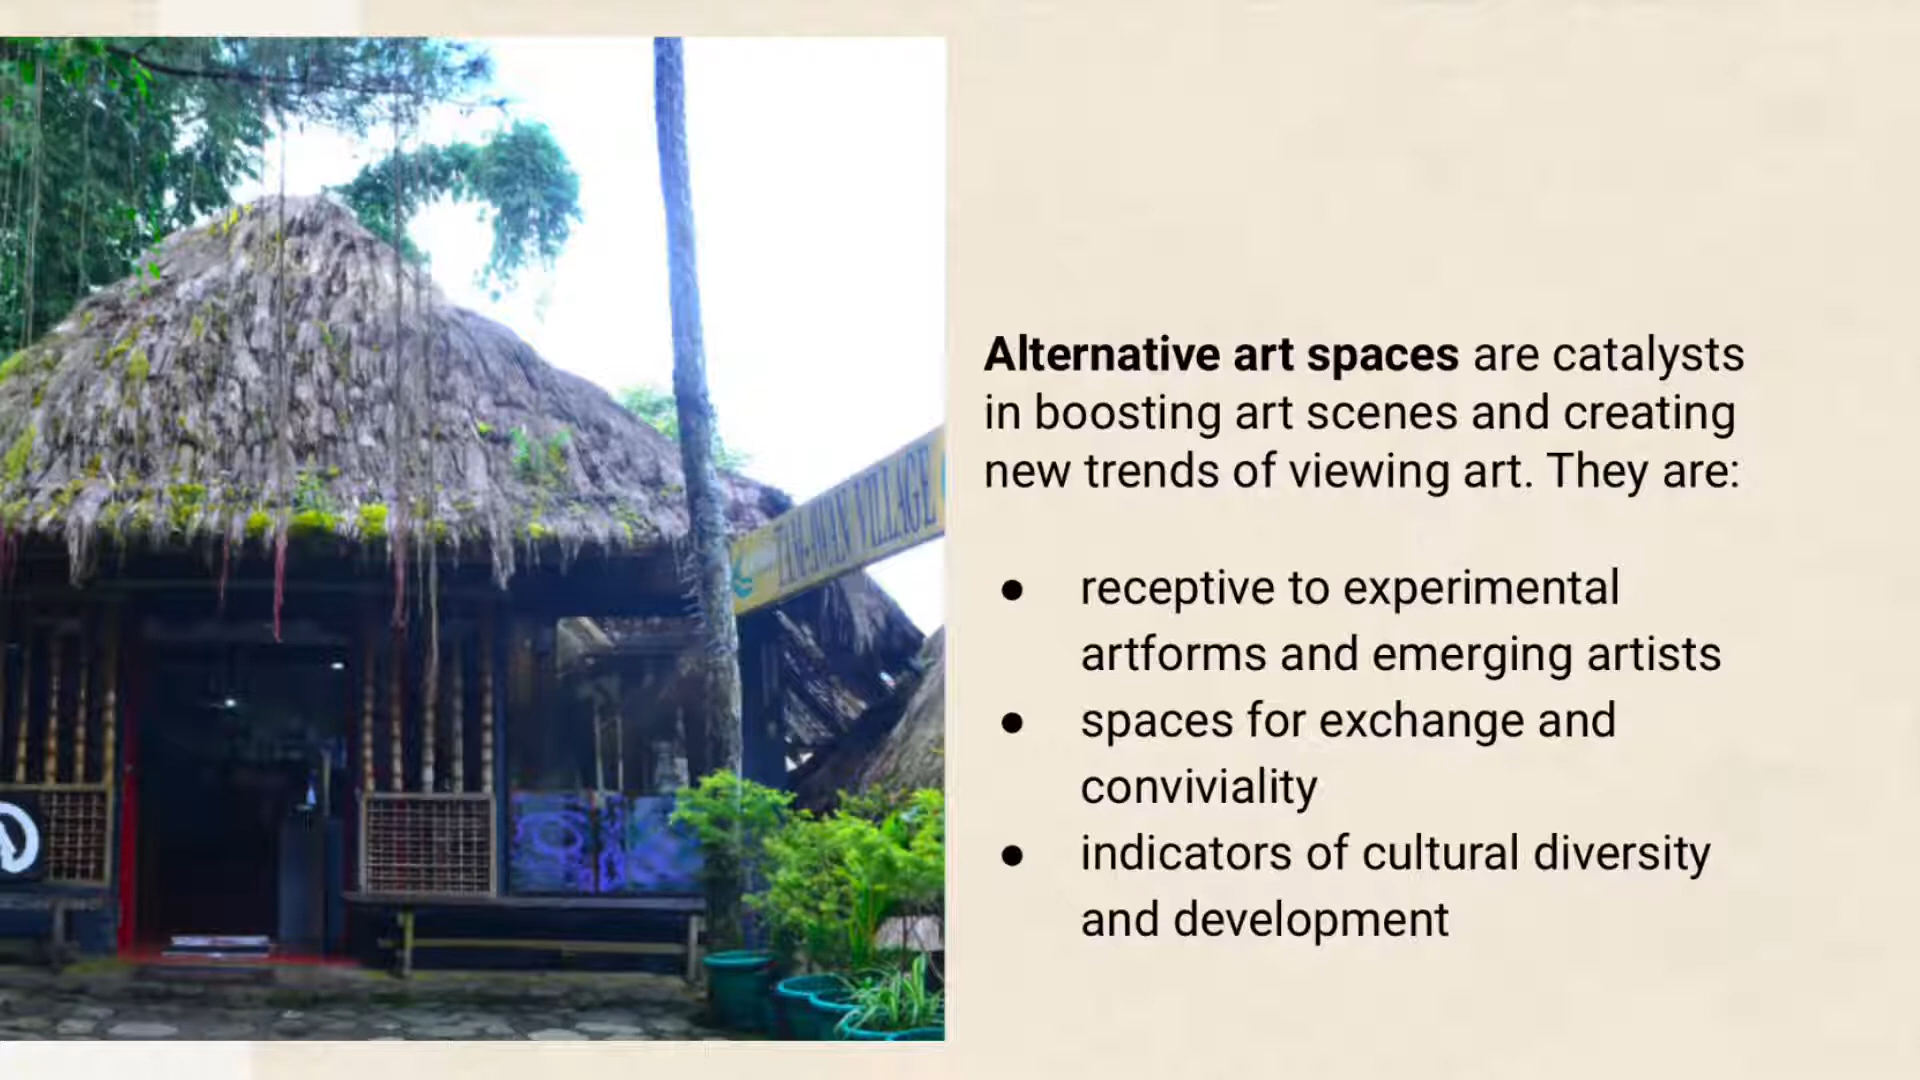 Alternative art spaces are catalysts
in boosting art scenes and creating
new trends of viewing art. They are:
● receptive to experimental
artforms and emerging artists
● spaces for exchange and
conviviality
● indicators of cultural diversity
and development
VILLAGE